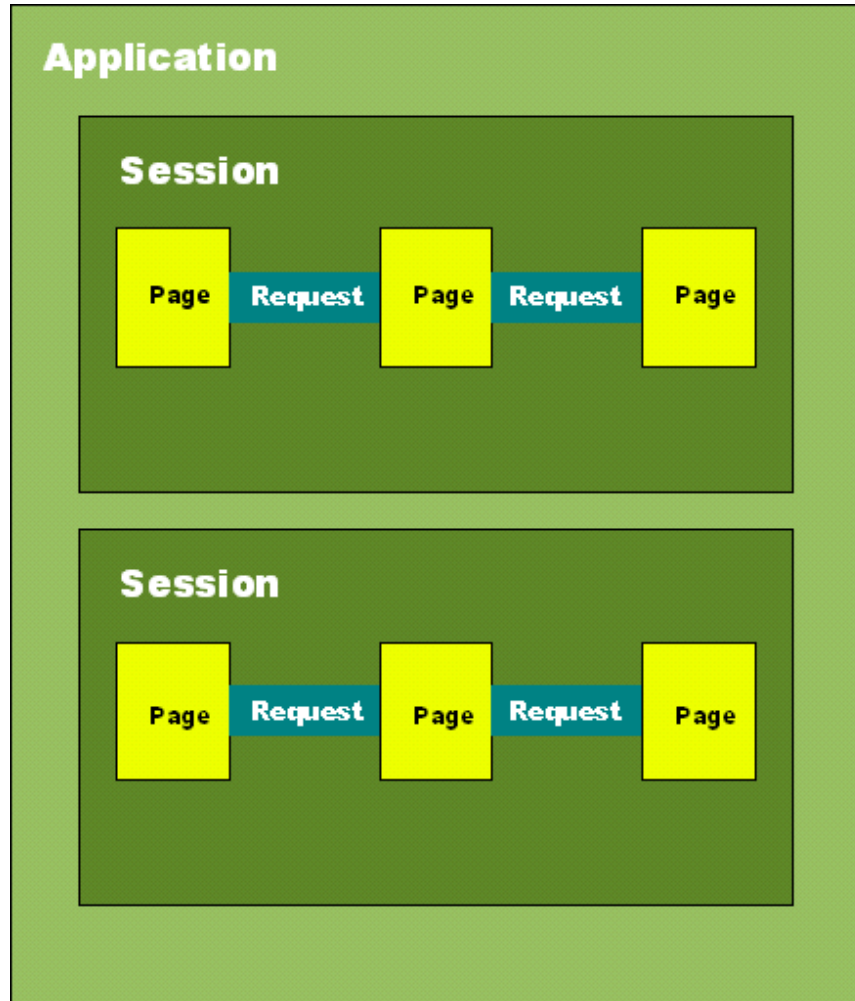 Application
Session
Page Request Page Request Page
Session
Page Request Page Request Page